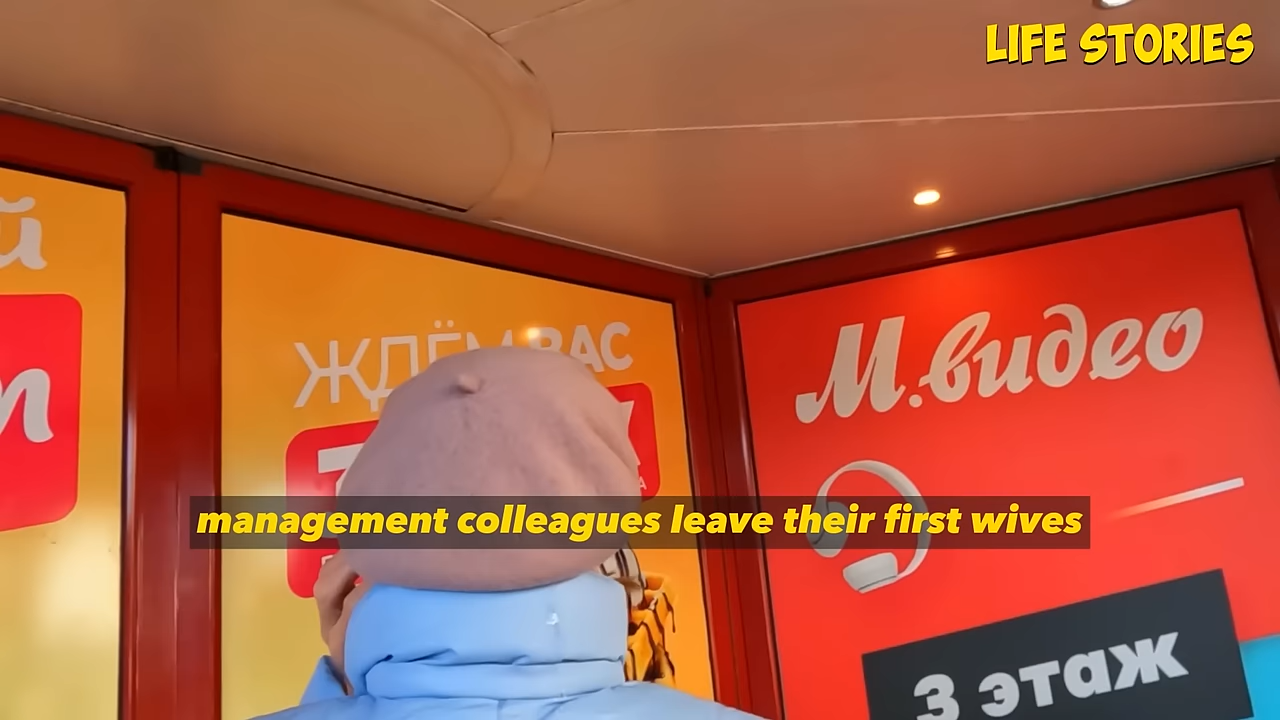 LIFE STORIES
й
ЖДЁМ ВАС
М.видео
management colleagues leave their first wives
3 этаж